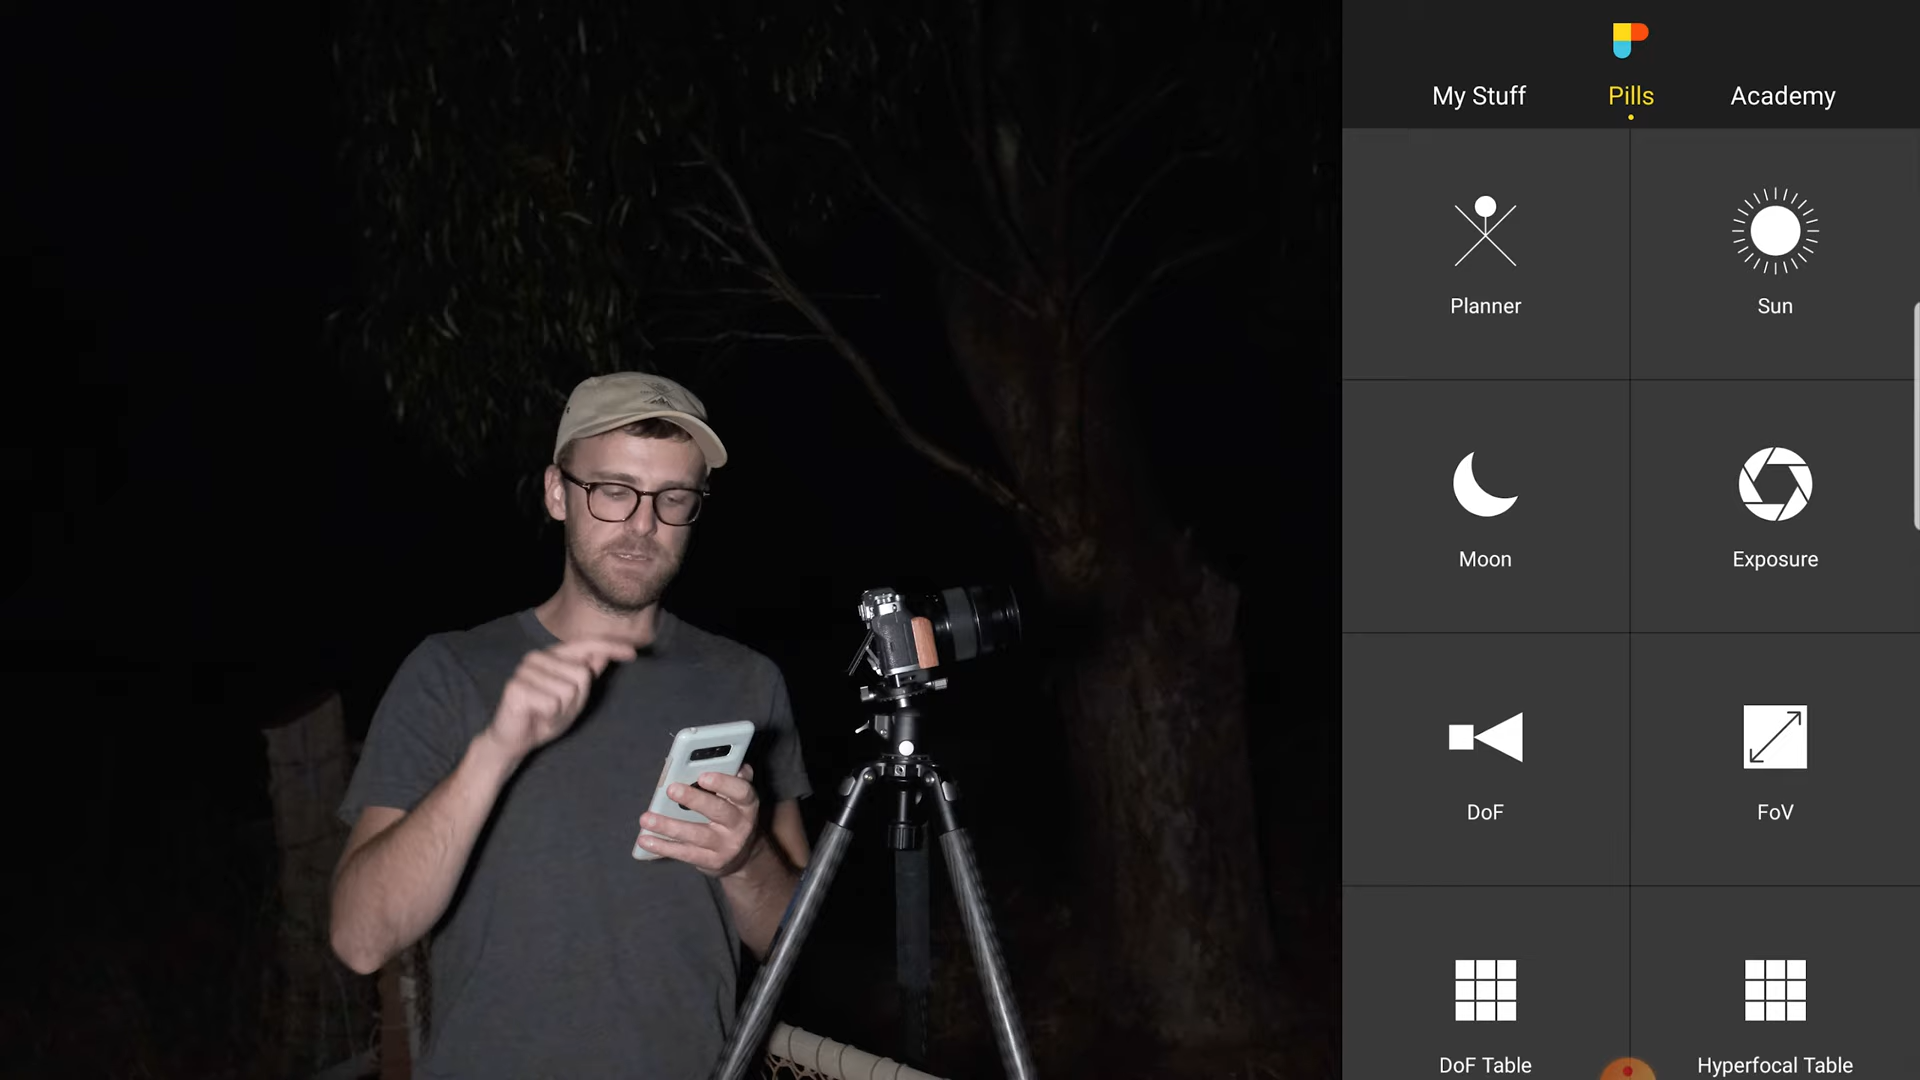 My Stuff Pills Academy
Planner Sun
Moon Exposure
DoF FoV
DoF Table Hyperfocal Table